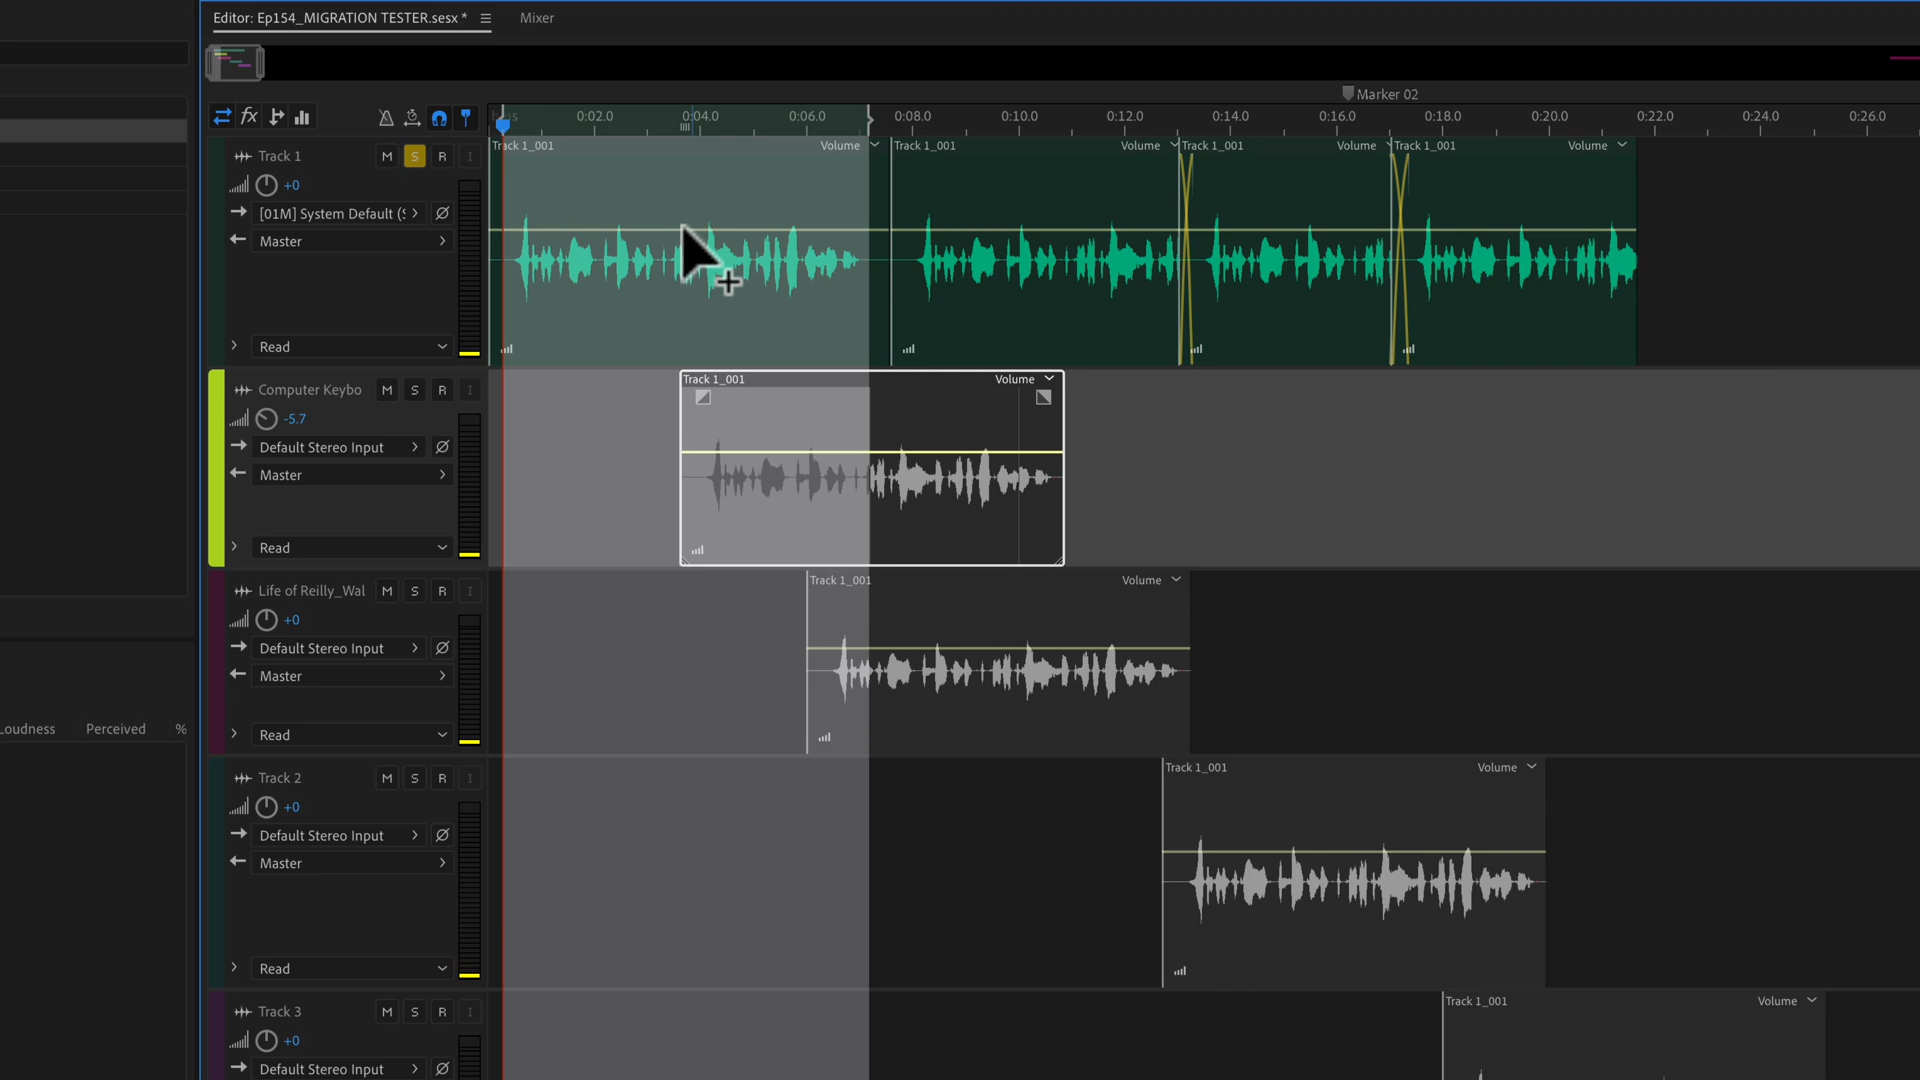 Editor: Ep154_MIGRATION TESTER.sesx * Mixer
Marker 02
fx
0:02.0 0:04.0 0:06.0 0:08.0 0:10.0 0:12.0 0:14.0 0:16.0 0:18.0 0:20.0 0:22.0 0:24.0 0:26.0
Track 1_001 Volume Track 1_001 Volume Track 1_001 Volume Track 1_001 Volume
Track 1 M S R I
+0
[01M] System Default (S
Master
Read
Track 1_001 Volume
Computer Keybo M S R I
-5.7
Default Stereo Input
Master
Read
Track 1_001 Volume
Life of Reilly_Wal M S R I
+0
Default Stereo Input
Master
Loudness Perceived %
Read
Track 1_001 Volume
Track 2 M S R I
+0
Default Stereo Input
Master
Read
Track 1_001 Volume
Track 3 M S R I
+0
Default Stereo Input